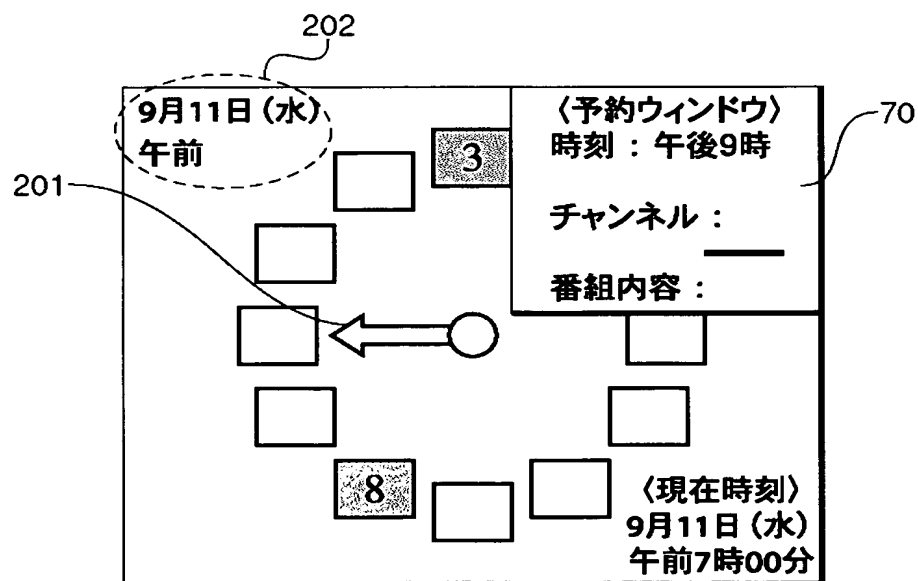 202
9月11日(水)
午前
〈予約ウィンドウ〉
時刻 : 午後9時
チャンネル :
番組内容 :
70
3
201
8
〈現在時刻〉
9月11日(水)
午前7時00分